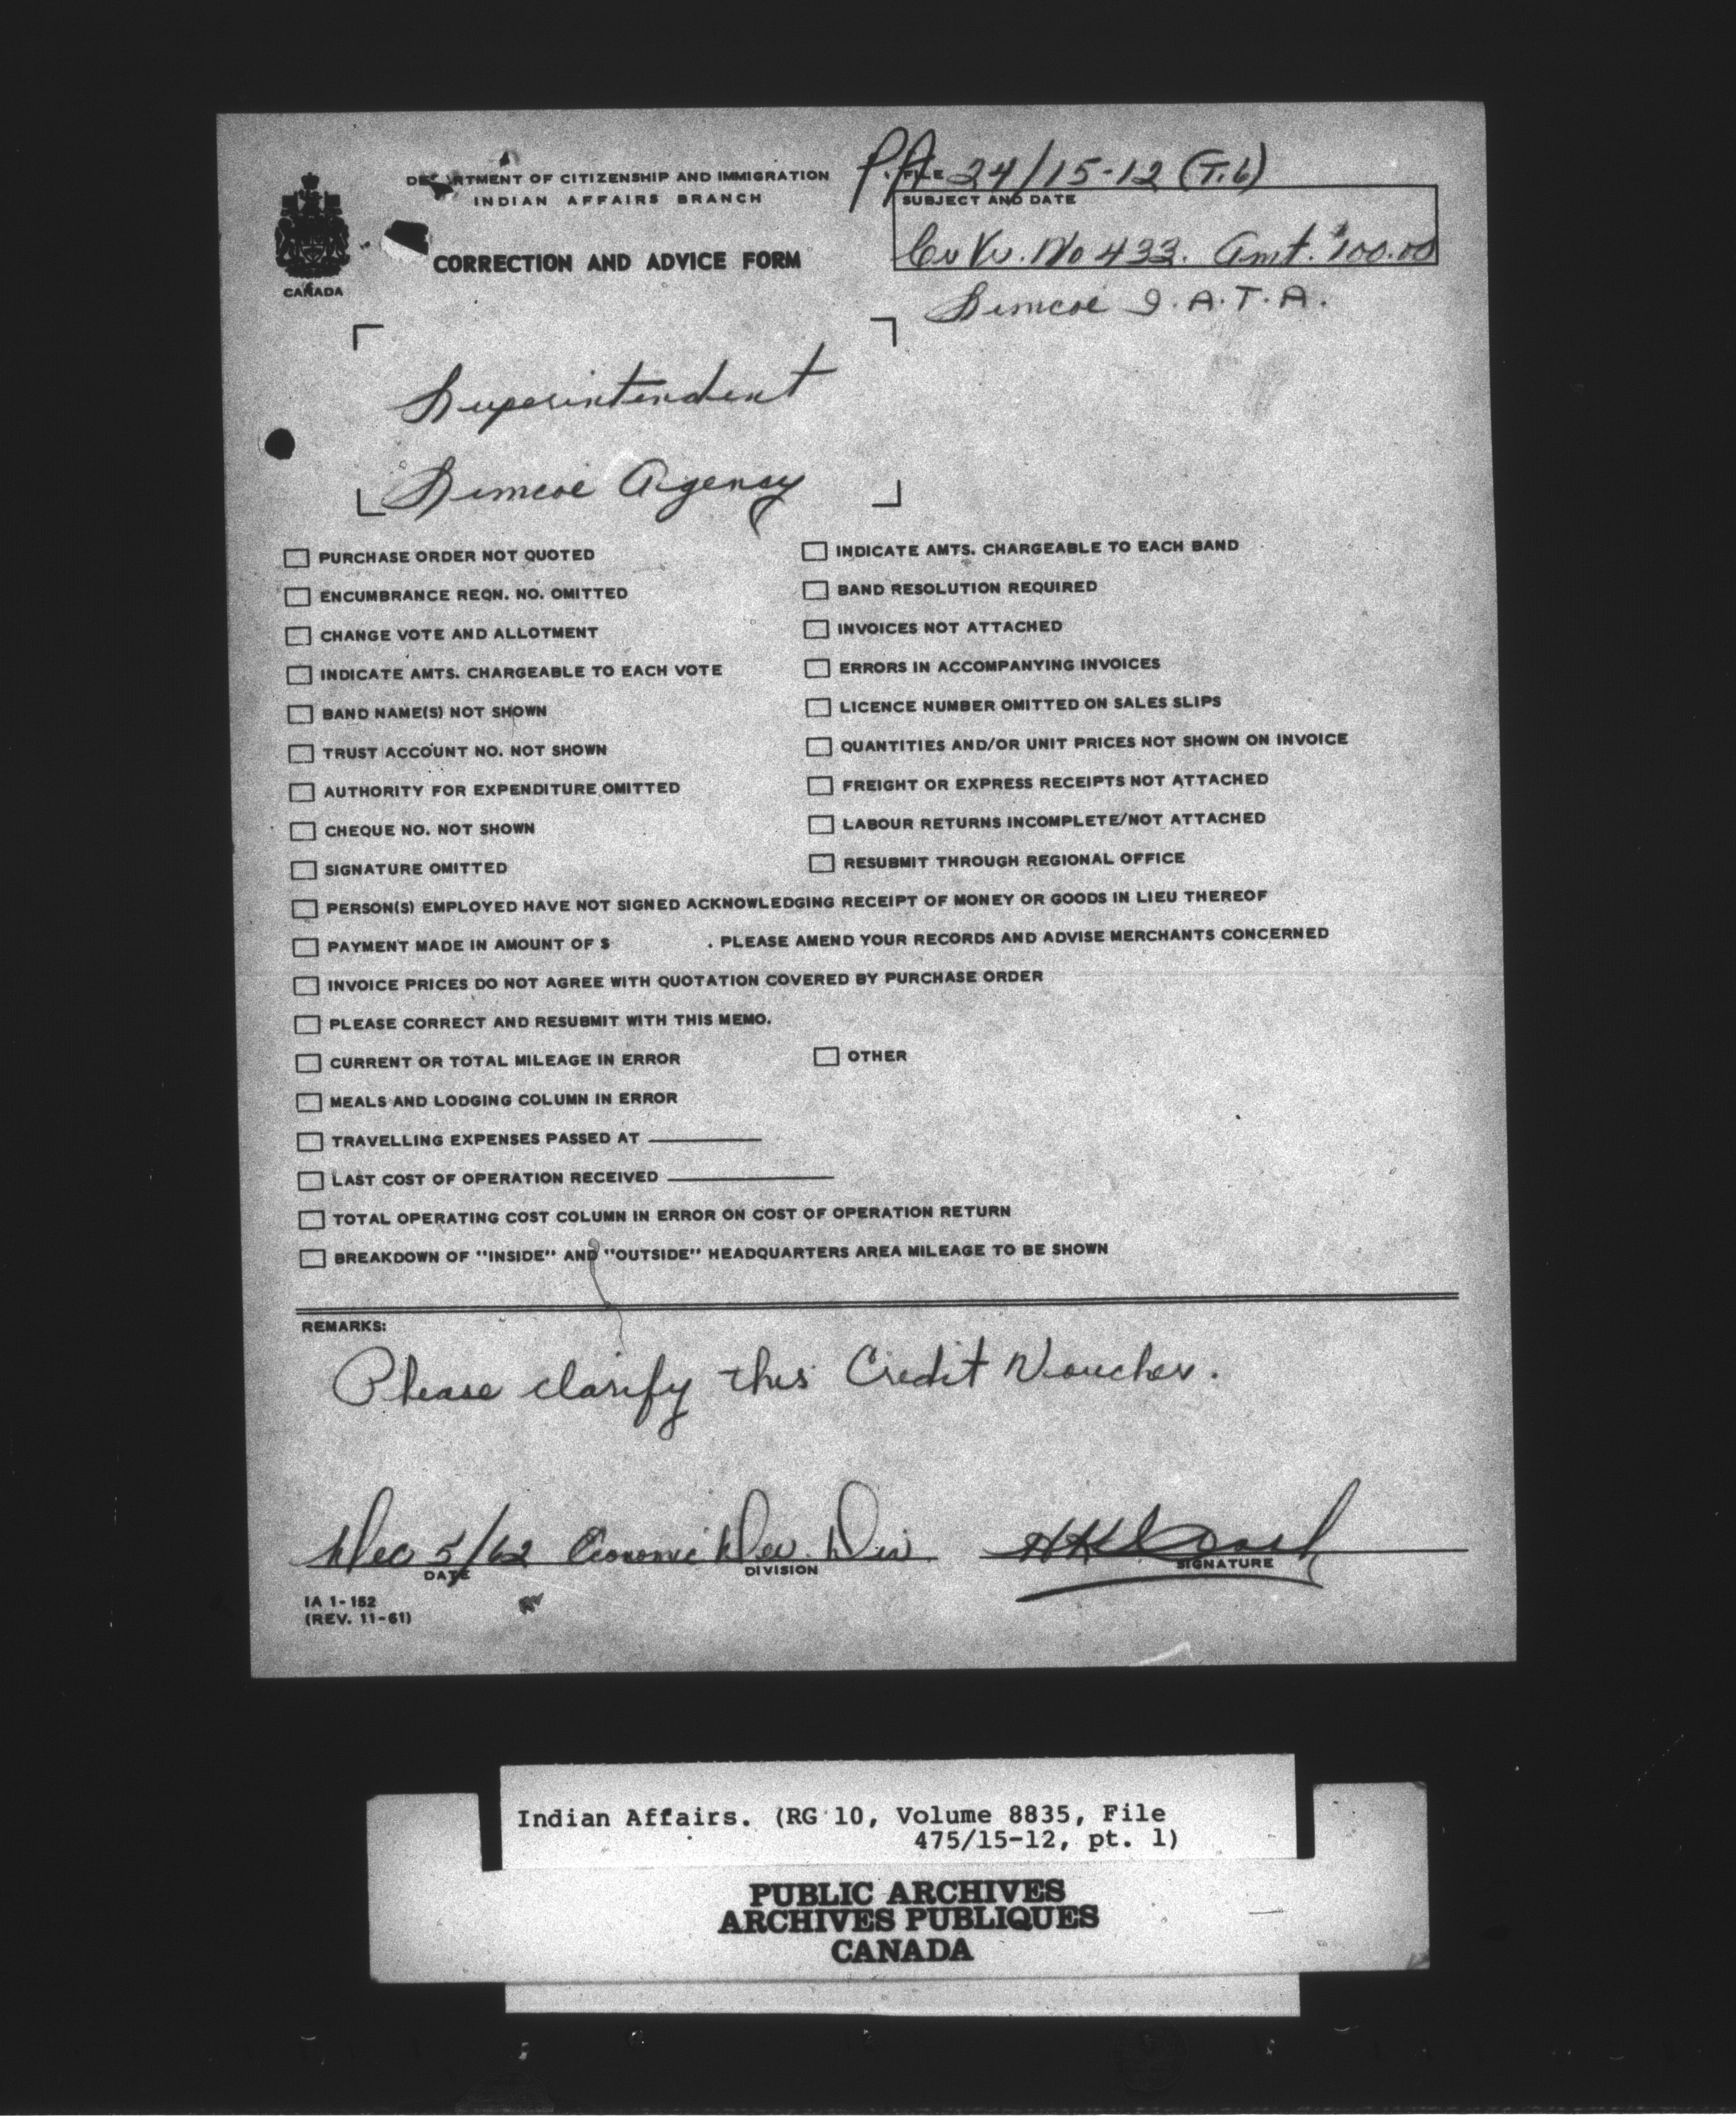 DEPARTMENT OF CITIZENSHIP AND IMMIGRATION
INDIAN AFFAIRS BRANCH
CANADA
CORRECTION AND ADVICE FORM
P.A.
FILE 24/15-12 (T.6)
SUBJECT AND DATE
Cr Vr. No 433. Amt. $100.00
Simcoe I.A.T.A.
Superintendent
Simcoe Agency
PURCHASE ORDER NOT QUOTED
ENCUMBRANCE REQN. NO. OMITTED
CHANGE VOTE AND ALLOTMENT
INDICATE AMTS. CHARGEABLE TO EACH VOTE
BAND NAME(S) NOT SHOWN
TRUST ACCOUNT NO. NOT SHOWN
AUTHORITY FOR EXPENDITURE OMITTED
CHEQUE NO. NOT SHOWN
SIGNATURE OMITTED
INDICATE AMTS. CHARGEABLE TO EACH BAND
BAND RESOLUTION REQUIRED
INVOICES NOT ATTACHED
ERRORS IN ACCOMPANYING INVOICES
LICENCE NUMBER OMITTED ON SALES SLIPS
QUANTITIES AND/OR UNIT PRICES NOT SHOWN ON INVOICE
FREIGHT OR EXPRESS RECEIPTS NOT ATTACHED
LABOUR RETURNS INCOMPLETE/NOT ATTACHED
RESUBMIT THROUGH REGIONAL OFFICE
PERSON(S) EMPLOYED HAVE NOT SIGNED ACKNOWLEDGING RECEIPT OF MONEY OR GOODS IN LIEU THEREOF
PAYMENT MADE IN AMOUNT OF $ . PLEASE AMEND YOUR RECORDS AND ADVISE MERCHANTS CONCERNED
INVOICE PRICES DO NOT AGREE WITH QUOTATION COVERED BY PURCHASE ORDER
PLEASE CORRECT AND RESUBMIT WITH THIS MEMO.
CURRENT OR TOTAL MILEAGE IN ERROR
OTHER
MEALS AND LODGING COLUMN IN ERROR
TRAVELLING EXPENSES PASSED AT
LAST COST OF OPERATION RECEIVED
TOTAL OPERATING COST COLUMN IN ERROR ON COST OF OPERATION RETURN
BREAKDOWN OF "INSIDE" AND "OUTSIDE" HEADQUARTERS AREA MILEAGE TO BE SHOWN
REMARKS:
Please clarify this Credit Voucher.
Dec 5/62 Economic Dev. Div
DATE DIVISION SIGNATURE
IA 1-152
(REV. 11-61)
Indian Affairs. (RG 10, Volume 8835, File
475/15-12, pt. 1)
PUBLIC ARCHIVES
ARCHIVES PUBLIQUES
CANADA